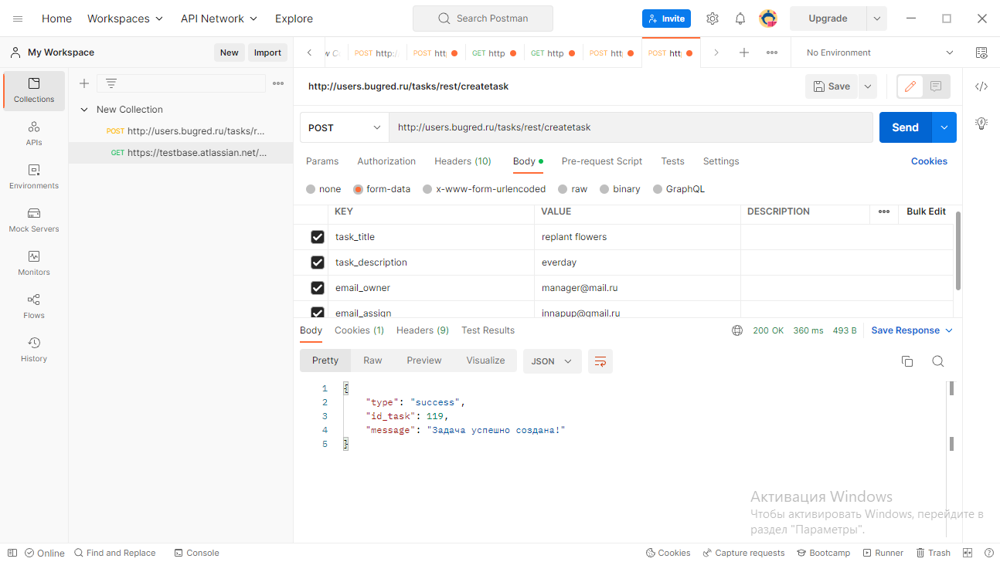 Home Workspaces API Network Explore Search Postman Invite Upgrade
My Workspace New Import POST http:/ POST htt GET http GET http POST htt POST htt No Environment
http://users.bugred.ru/tasks/rest/createtask Save
Collections
APIs
Environments
Mock Servers
Monitors
Flows
History
New Collection
POST http://users.bugred.ru/tasks/r...
GET https://testbase.atlassian.net/...
POST http://users.bugred.ru/tasks/rest/createtask Send
Params Authorization Headers (10) Body Pre-request Script Tests Settings Cookies
none form-data x-www-form-urlencoded raw binary GraphQL
KEY VALUE DESCRIPTION Bulk Edit
task_title replant flowers
task_description everday
email_owner manager@mail.ru
email_assign innapup@gmail.ru
Body Cookies (1) Headers (9) Test Results 200 OK 360 ms 493 B Save Response
Pretty Raw Preview Visualize JSON
1 {
2 "type": "success",
3 "id_task": 119,
4 "message": "Задача успешно создана!"
5 }
Активация Windows
Чтобы активировать Windows, перейдите в
раздел "Параметры".
Online Find and Replace Console Cookies Capture requests Bootcamp Runner Trash